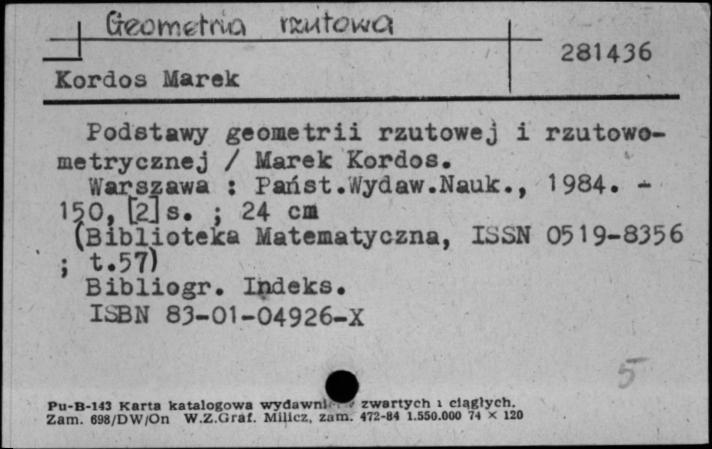 Geometria rzutowa
281436
Kordos Marek
Podstawy geometrii rzutowej i rzutowo-
metrycznej / Marek Kordos.
Warszawa : Państ.Wydaw.Nauk., 1984. -
150, [2] s. ; 24 cm
(Biblioteka Matematyczna, ISSN 0519-8356
; t.57)
Bibliogr. Indeks.
ISBN 83-01-04926-X
5
Pu-B-143 Karta katalogowa zwartych i ciągłych.
Zam. 698/DW/On W.Z.Graf. Milicz, zam. 472-84 1.550.000 74 × 120